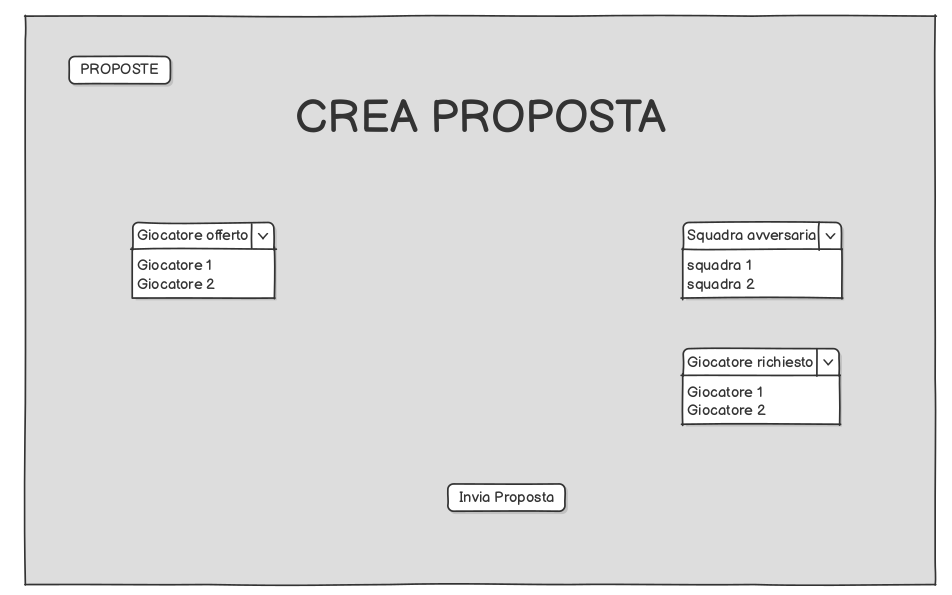 PROPOSTE
CREA PROPOSTA
Giocatore offerto
Giocatore 1
Giocatore 2
Squadra avversaria
squadra 1
squadra 2
Giocatore richiesto
Giocatore 1
Giocatore 2
Invia Proposta